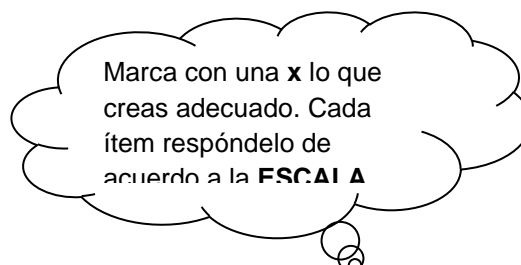 Marca con una x lo que
creas adecuado. Cada
ítem respóndelo de
acuerdo a la ESCALA